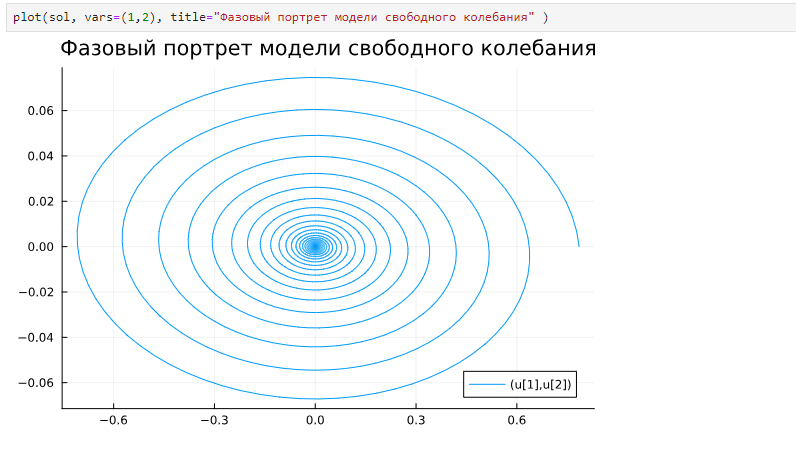 plot(sol, vars=(1,2), title="Фазовый портрет модели свободного колебания" )
Фазовый портрет модели свободного колебания
0.06
0.04
0.02
0.00
−0.02
−0.04
−0.06
(u[1],u[2])
−0.6 −0.3 0.0 0.3 0.6